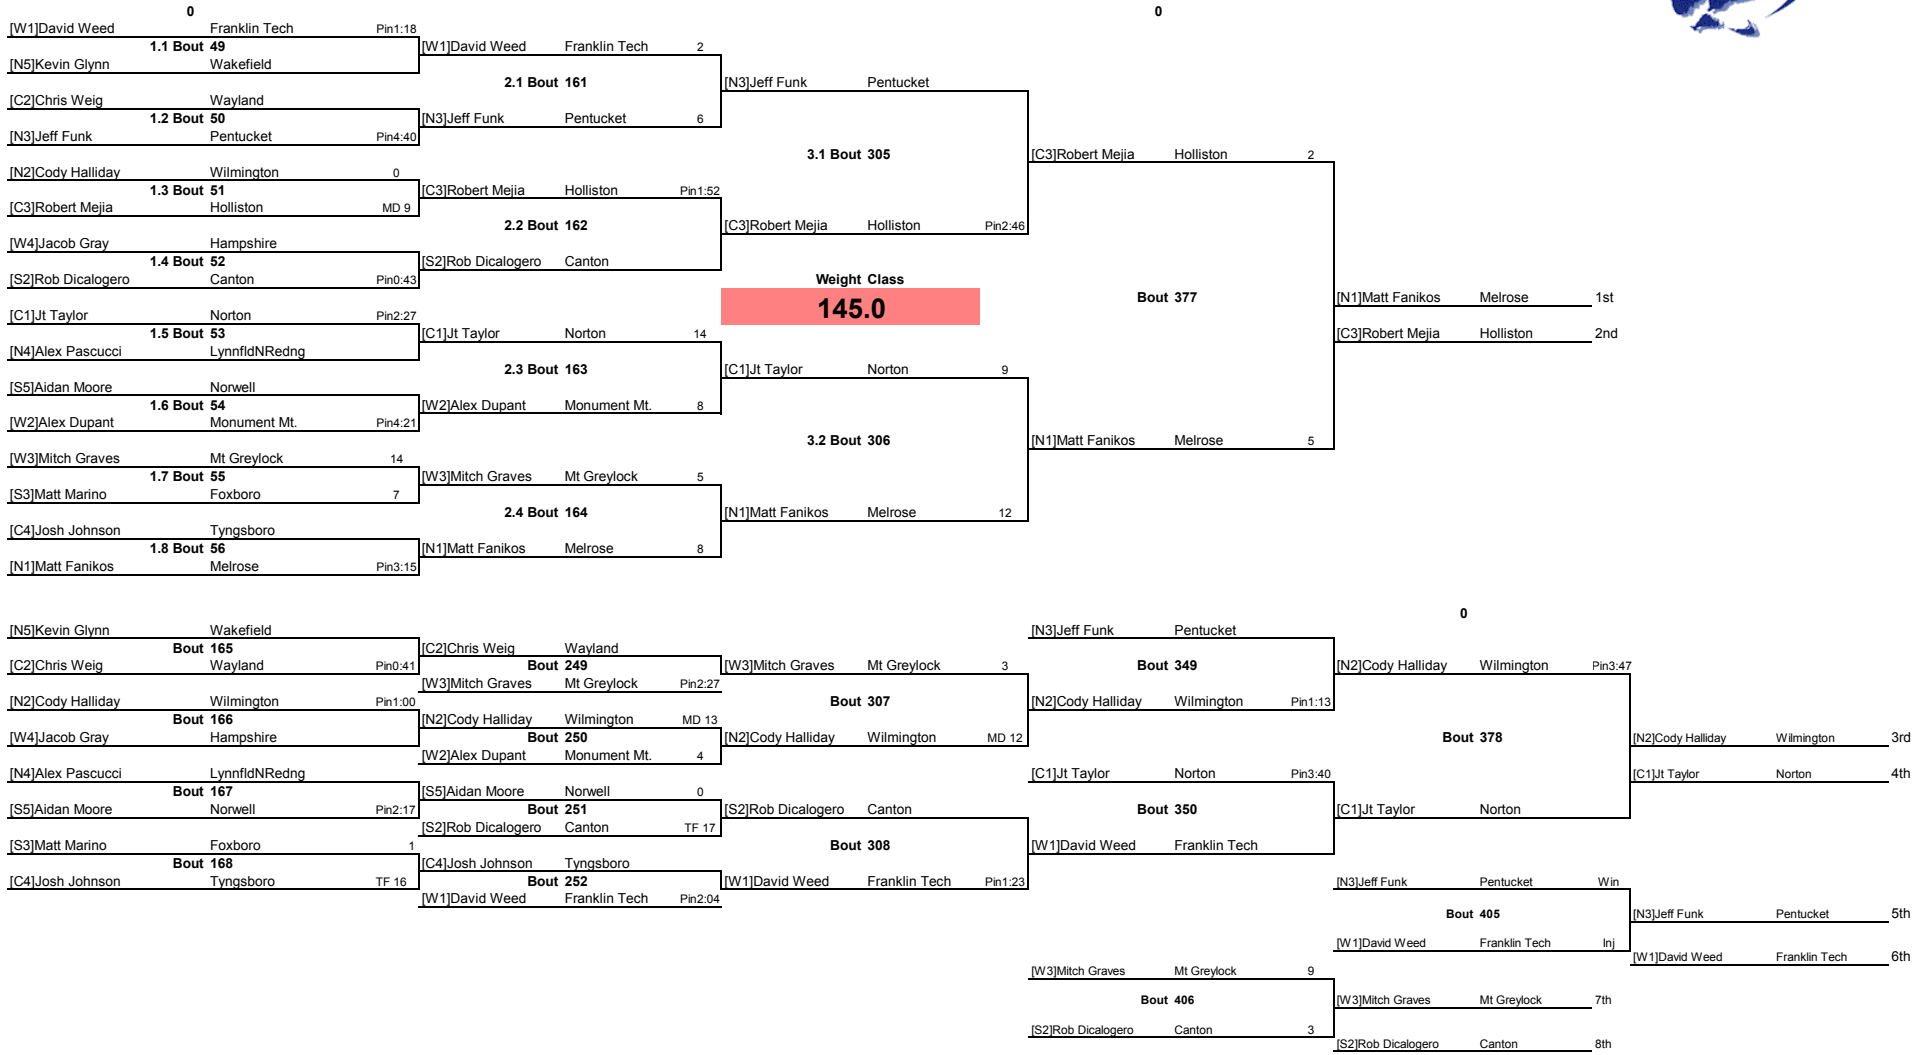 0 0
[W1]David Weed Franklin Tech Pin1:18
1.1 Bout 49 [W1]David Weed Franklin Tech 2
[N5]Kevin Glynn Wakefield
2.1 Bout 161 [N3]Jeff Funk Pentucket
[C2]Chris Weig Wayland
1.2 Bout 50 [N3]Jeff Funk Pentucket 6
[N3]Jeff Funk Pentucket Pin4:40
3.1 Bout 305 [C3]Robert Mejia Holliston 2
[N2]Cody Halliday Wilmington 0
1.3 Bout 51 [C3]Robert Mejia Holliston Pin1:52
[C3]Robert Mejia Holliston MD 9
2.2 Bout 162 [C3]Robert Mejia Holliston Pin2:46
[W4]Jacob Gray Hampshire
1.4 Bout 52 [S2]Rob Dicalogero Canton
[S2]Rob Dicalogero Canton Pin0:43 Weight Class
Bout 377 [N1]Matt Fanikos Melrose 1st
145.0
[C1]Jt Taylor Norton Pin2:27
1.5 Bout 53 [C1]Jt Taylor Norton 14 [C3]Robert Mejia Holliston 2nd
[N4]Alex Pascucci LynnfldNRedng
2.3 Bout 163 [C1]Jt Taylor Norton 9
[S5]Aidan Moore Norwell
1.6 Bout 54 [W2]Alex Dupant Monument Mt. 8
[W2]Alex Dupant Monument Mt. Pin4:21
3.2 Bout 306 [N1]Matt Fanikos Melrose 5
[W3]Mitch Graves Mt Greylock 14
1.7 Bout 55 [W3]Mitch Graves Mt Greylock 5
[S3]Matt Marino Foxboro 7
2.4 Bout 164 [N1]Matt Fanikos Melrose 12
[C4]Josh Johnson Tyngsboro
1.8 Bout 56 [N1]Matt Fanikos Melrose 8
[N1]Matt Fanikos Melrose Pin3:15
0
[N5]Kevin Glynn Wakefield [N3]Jeff Funk Pentucket
Bout 165 [C2]Chris Weig Wayland
[C2]Chris Weig Wayland Pin0:41 Bout 249 [W3]Mitch Graves Mt Greylock 3 Bout 349 [N2]Cody Halliday Wilmington Pin3:47
[W3]Mitch Graves Mt Greylock Pin2:27
[N2]Cody Halliday Wilmington Pin1:00 Bout 307 [N2]Cody Halliday Wilmington Pin1:13
Bout 166 [N2]Cody Halliday Wilmington MD 13
[W4]Jacob Gray Hampshire Bout 250 [N2]Cody Halliday Wilmington MD 12 Bout 378 [N2]Cody Halliday Wilmington 3rd
[W2]Alex Dupant Monument Mt. 4
[N4]Alex Pascucci LynnfldNRedng [C1]Jt Taylor Norton Pin3:40 [C1]Jt Taylor Norton 4th
Bout 167 [S5]Aidan Moore Norwell 0
[S5]Aidan Moore Norwell Pin2:17 Bout 251 [S2]Rob Dicalogero Canton Bout 350 [C1]Jt Taylor Norton
[S2]Rob Dicalogero Canton TF 17
[S3]Matt Marino Foxboro 1 Bout 308 [W1]David Weed Franklin Tech
Bout 168 [C4]Josh Johnson Tyngsboro
[C4]Josh Johnson Tyngsboro TF 16 Bout 252 [W1]David Weed Franklin Tech Pin1:23 [N3]Jeff Funk Pentucket Win
[W1]David Weed Franklin Tech Pin2:04
Bout 405 [N3]Jeff Funk Pentucket 5th
[W1]David Weed Franklin Tech Inj
[W1]David Weed Franklin Tech 6th
[W3]Mitch Graves Mt Greylock 9
Bout 406 [W3]Mitch Graves Mt Greylock 7th
[S2]Rob Dicalogero Canton 3
[S2]Rob Dicalogero Canton 8th